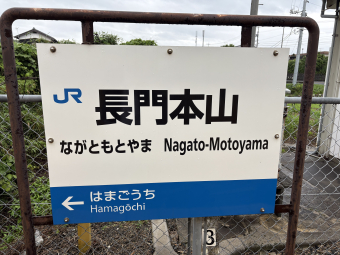 JR
長門本山
ながともとやま Nagato-Motoyama
← はまごうち
Hamagōchi
3